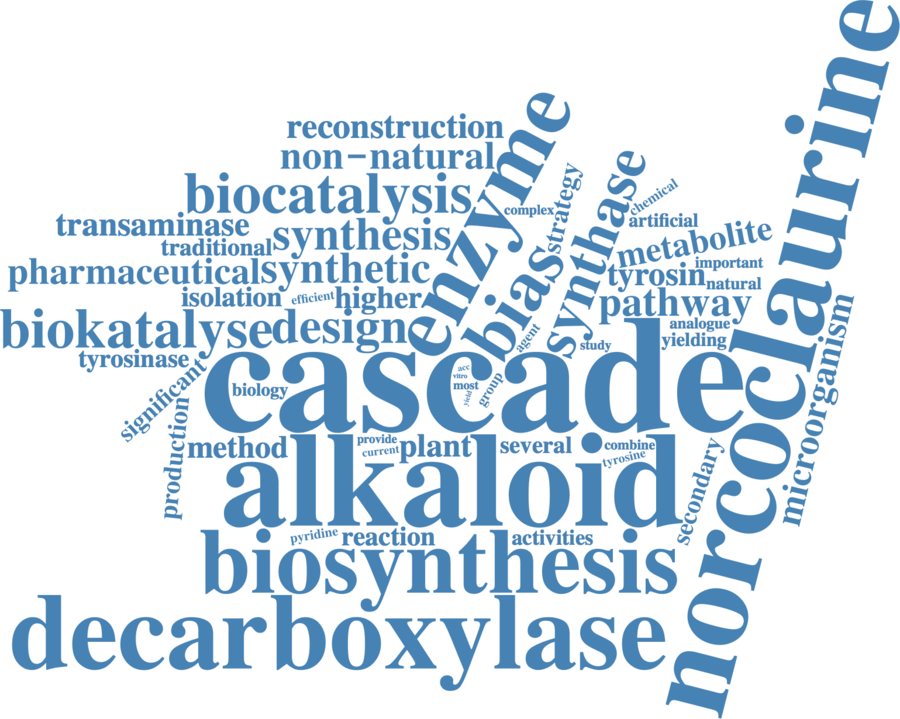 reconstruction
non-natural
biocatalysis
enzyme
complex
strategy
chemical
transaminase
traditional
synthesis
artificial
metabolite
pharmaceutical
synthetic
bias
synthase
important
tyrosin
natural
isolation
efficient
higher
pathway
norcoclaurine
biokatalyse
design
agent
study
analogue
yielding
tyrosinase
cascade
microorganism
significant
biology
acc
vitro
most
yield
group
production
method
provide
current
plant
several
combine
tyrosine
secondary
alkaloid
pyridine
reaction
activities
biosynthesis
decarboxylase